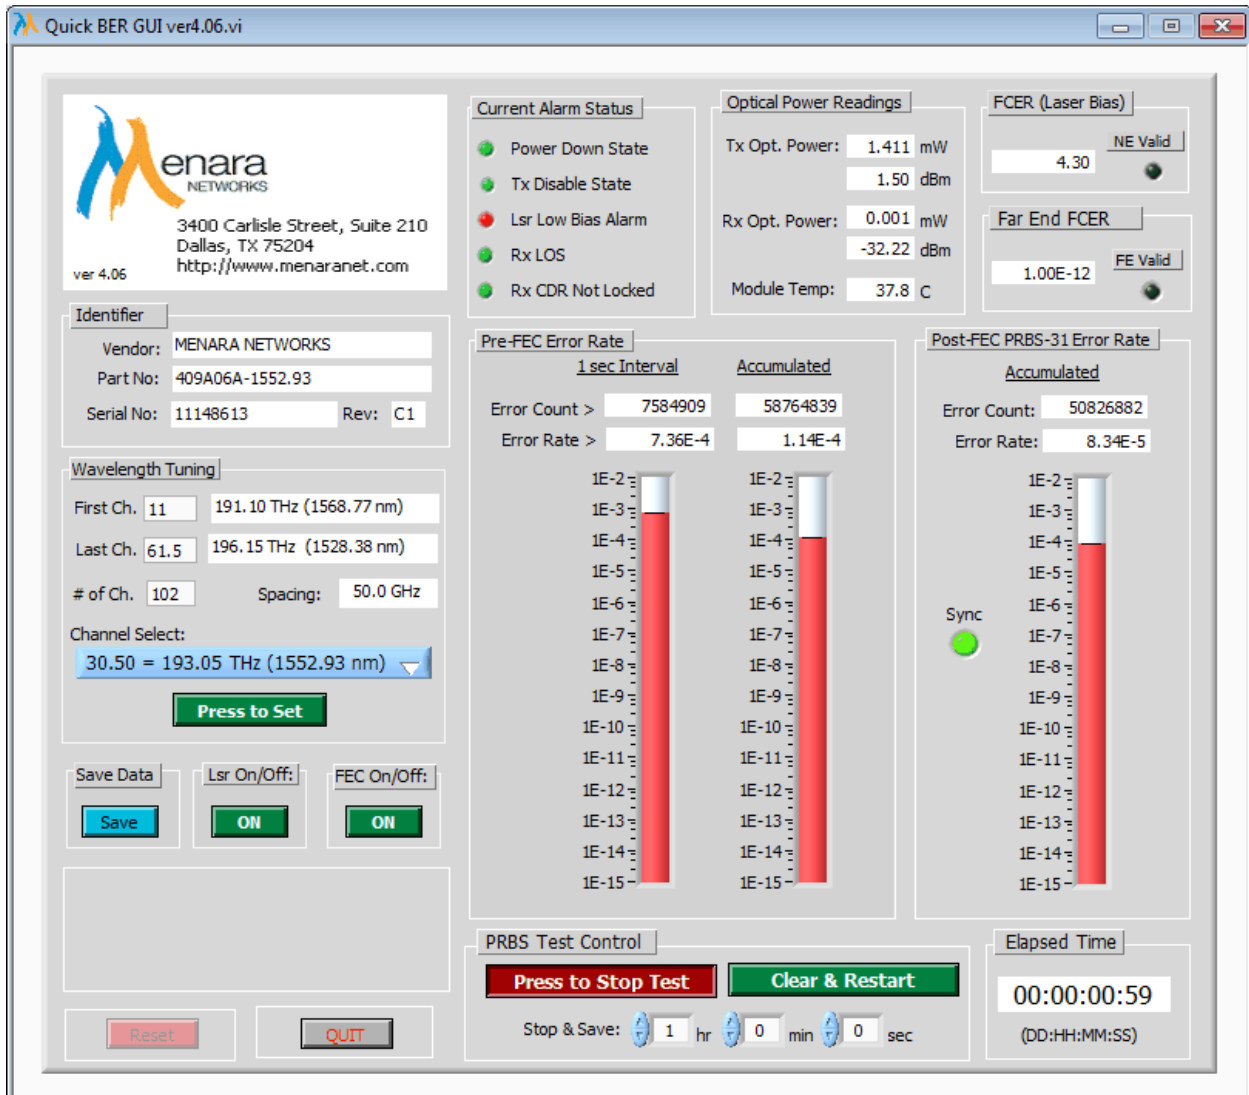 Quick BER GUI ver4.06.vi
Menara
NETWORKS
3400 Carlisle Street, Suite 210
Dallas, TX 75204
ver 4.06
http://www.menaranet.com
Identifier
Vendor: MENARA NETWORKS
Part No: 409A06A-1552.93
Serial No: 11148613 Rev: C1
Wavelength Tuning
First Ch. 11 191.10 THz (1568.77 nm)
Last Ch. 61.5 196.15 THz (1528.38 nm)
# of Ch. 102 Spacing: 50.0 GHz
Channel Select:
30.50 = 193.05 THz (1552.93 nm)
Press to Set
Save Data Lsr On/Off: FEC On/Off:
Save ON ON
Reset QUIT
Current Alarm Status
Power Down State
Tx Disable State
Lsr Low Bias Alarm
Rx LOS
Rx CDR Not Locked
Optical Power Readings
Tx Opt. Power: 1.411 mW
1.50 dBm
Rx Opt. Power: 0.001 mW
-32.22 dBm
Module Temp: 37.8 C
FCER (Laser Bias)
NE Valid
4.30
Far End FCER
FE Valid
1.00E-12
Pre-FEC Error Rate
1 sec Interval Accumulated
Error Count > 7584909 58764839
Error Rate > 7.36E-4 1.14E-4
1E-2 1E-2
1E-3 1E-3
1E-4 1E-4
1E-5 1E-5
1E-6 1E-6
1E-7 1E-7
1E-8 1E-8
1E-9 1E-9
1E-10 1E-10
1E-11 1E-11
1E-12 1E-12
1E-13 1E-13
1E-14 1E-14
1E-15 1E-15
Post-FEC PRBS-31 Error Rate
Accumulated
Error Count: 50826882
Error Rate: 8.34E-5
1E-2
1E-3
1E-4
1E-5
1E-6
Sync
1E-7
1E-8
1E-9
1E-10
1E-11
1E-12
1E-13
1E-14
1E-15
PRBS Test Control
Press to Stop Test Clear & Restart
Stop & Save: 1 hr 0 min 0 sec
Elapsed Time
00:00:00:59
(DD:HH:MM:SS)